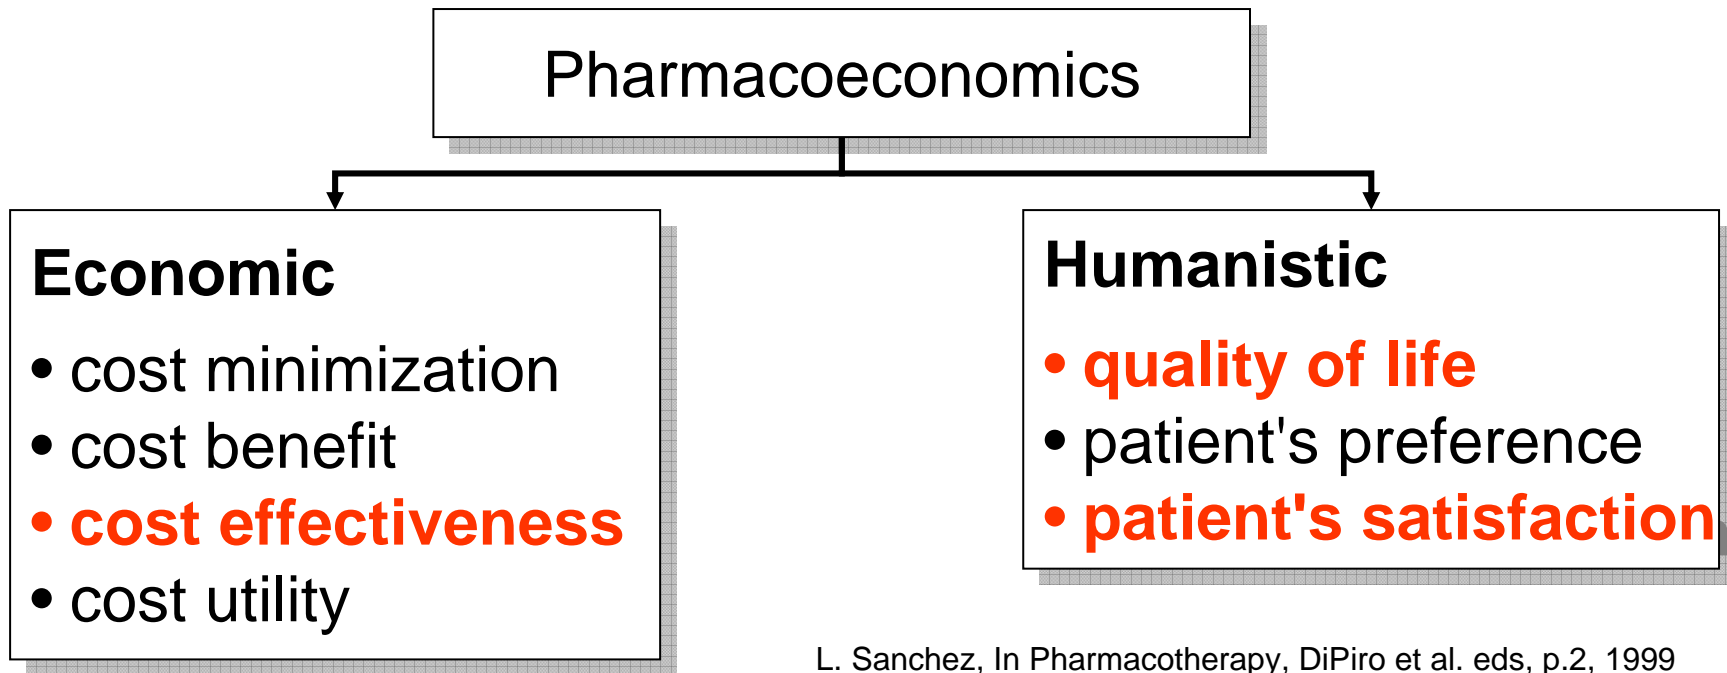 Pharmacoeconomics
Economic
• cost minimization
• cost benefit
• cost effectiveness
• cost utility
Humanistic
• quality of life
• patient's preference
• patient's satisfaction
L. Sanchez, In Pharmacotherapy, DiPiro et al. eds, p.2, 1999